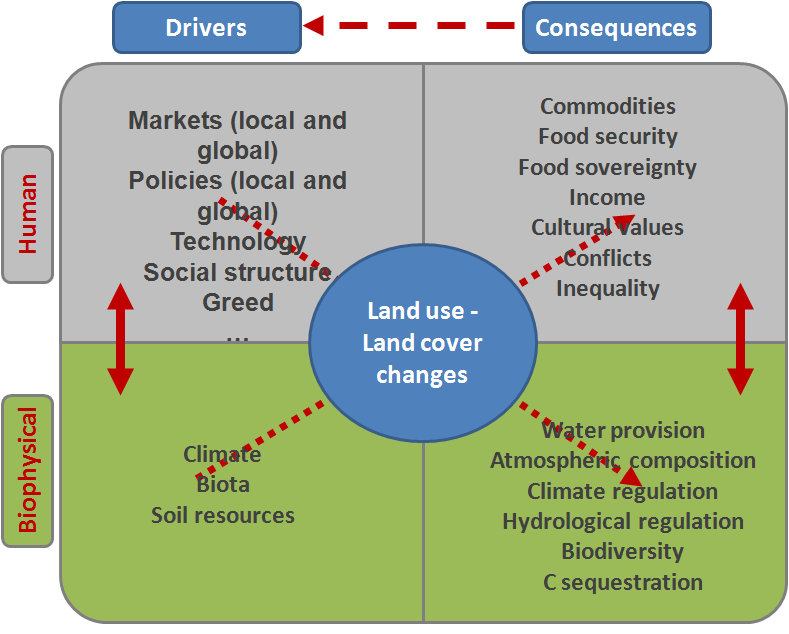 Drivers
Consequences
Human
Markets (local and
global)
Policies (local and
global)
Technology
Social structure
Greed
...
Commodities
Food security
Food sovereignty
Income
Cultural values
Conflicts
Inequality
Land use -
Land cover
changes
Biophysical
Climate
Biota
Soil resources
Water provision
Atmospheric composition
Climate regulation
Hydrological regulation
Biodiversity
C sequestration